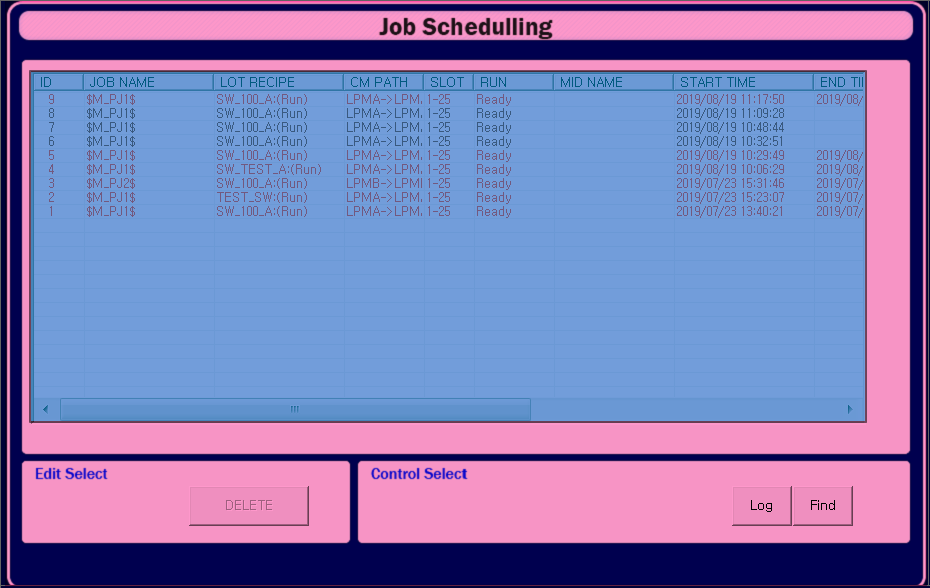 Job Schedulling
ID JOB NAME LOT RECIPE CM PATH SLOT RUN MID NAME START TIME END TII
9 $M_PJ1$ SW_100_A:(Run) LPMA->LPM. 1-25 Ready 2019/08/19 11:17:50 2019/08/
8 $M_PJ1$ SW_100_A:(Run) LPMA->LPM. 1-25 Ready 2019/08/19 11:09:28
7 $M_PJ1$ SW_100_A:(Run) LPMA->LPM. 1-25 Ready 2019/08/19 10:48:44
6 $M_PJ1$ SW_100_A:(Run) LPMA->LPM. 1-25 Ready 2019/08/19 10:32:51
5 $M_PJ1$ SW_100_A:(Run) LPMA->LPM. 1-25 Ready 2019/08/19 10:29:49 2019/08/
4 $M_PJ1$ SW_TEST_A:(Run) LPMA->LPM. 1-25 Ready 2019/08/19 10:06:29 2019/08/
3 $M_PJ2$ SW_100_A:(Run) LPMB->LPMI 1-25 Ready 2019/07/23 15:31:46 2019/07/
2 $M_PJ1$ TEST_SW:(Run) LPMA->LPM. 1-25 Ready 2019/07/23 15:23:07 2019/07/
1 $M_PJ1$ SW_100_A:(Run) LPMA->LPM. 1-25 Ready 2019/07/23 13:40:21 2019/07/
Edit Select
Control Select
DELETE
Log
Find